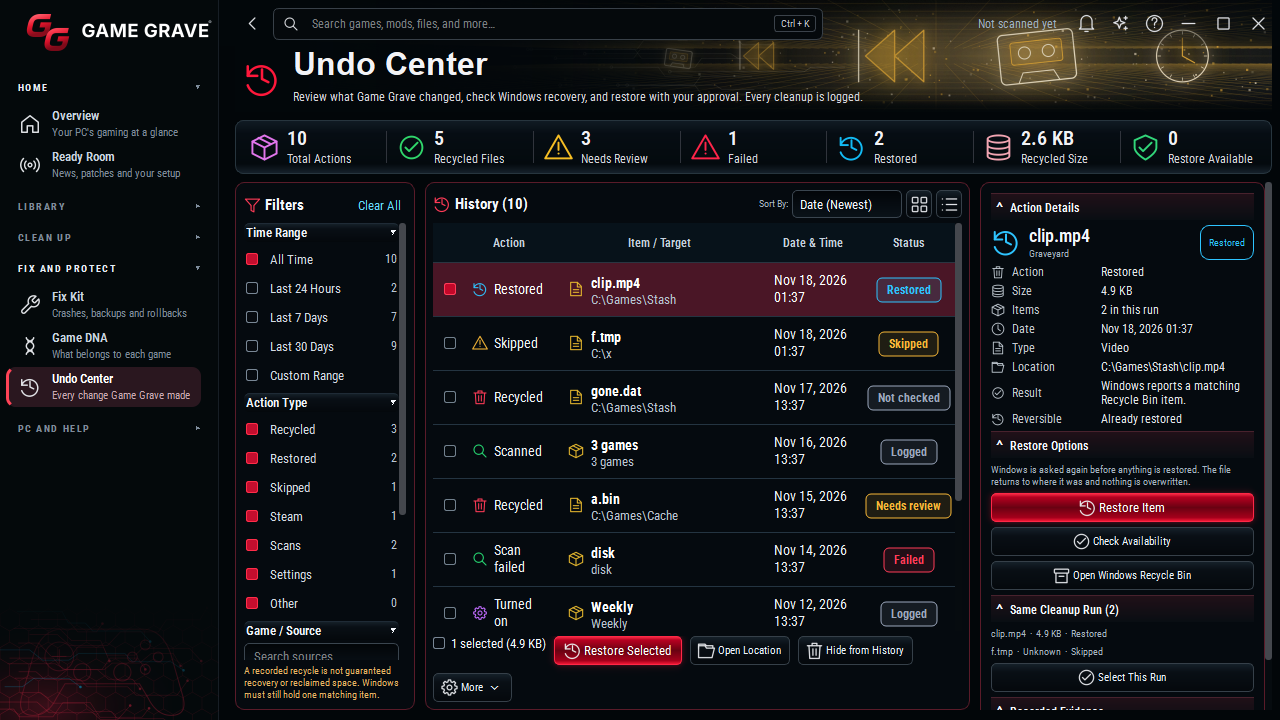 GAME GRAVE
Search games, mods, files, and more...
Ctrl + K
Not scanned yet
Undo Center
Review what Game Grave changed, check Windows recovery, and restore with your approval. Every cleanup is logged.
HOME
Overview
Your PC's gaming at a glance
Ready Room
News, patches and your setup
LIBRARY
CLEAN UP
FIX AND PROTECT
Fix Kit
Crashes, backups and rollbacks
Game DNA
What belongs to each game
Undo Center
Every change Game Grave made
PC AND HELP
10
Total Actions
5
Recycled Files
3
Needs Review
1
Failed
2
Restored
2.6 KB
Recycled Size
0
Restore Available
Filters
Clear All
Time Range
All Time 10
Last 24 Hours 2
Last 7 Days 7
Last 30 Days 9
Custom Range
Action Type
Recycled 3
Restored 2
Skipped 1
Steam 1
Scans 2
Settings 1
Other 0
Game / Source
Search sources
A recorded recycle is not guaranteed
recovery or reclaimed space. Windows
must still hold one matching item.
History (10)
Sort By:
Date (Newest)
Action Item / Target Date & Time Status
Restored
clip.mp4
C:\Games\Stash
Nov 18, 2026
01:37
Restored
Skipped
f.tmp
C:\x
Nov 18, 2026
01:37
Skipped
Recycled
gone.dat
C:\Games\Stash
Nov 17, 2026
13:37
Not checked
Scanned
3 games
3 games
Nov 16, 2026
13:37
Logged
Recycled
a.bin
C:\Games\Cache
Nov 15, 2026
13:37
Needs review
Scan
failed
disk
disk
Nov 14, 2026
13:37
Failed
Turned
on
Weekly
Weekly
Nov 12, 2026
13:37
Logged
1 selected (4.9 KB)
Restore Selected
Open Location
Hide from History
More
Action Details
clip.mp4
Graveyard
Restored
Action Restored
Size 4.9 KB
Items 2 in this run
Date Nov 18, 2026 01:37
Type Video
Location C:\Games\Stash\clip.mp4
Result Windows reports a matching
Recycle Bin item.
Reversible Already restored
Restore Options
Windows is asked again before anything is restored. The file
returns to where it was and nothing is overwritten.
Restore Item
Check Availability
Open Windows Recycle Bin
Same Cleanup Run (2)
clip.mp4 · 4.9 KB · Restored
f.tmp · Unknown · Skipped
Select This Run
Recorded Evidence